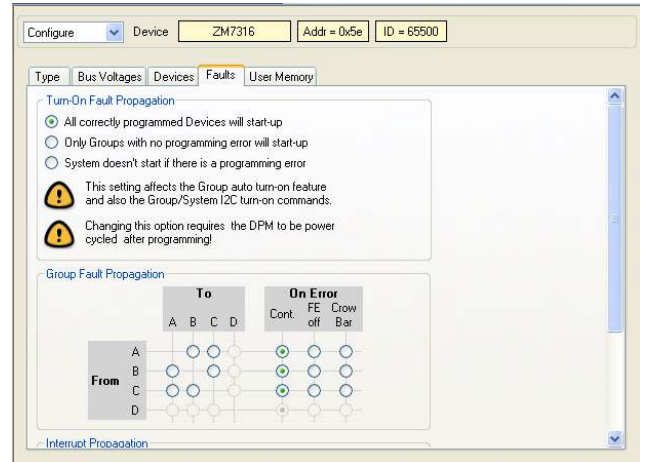 Configure Device ZM7316 Addr = 0x5e ID = 65500
Type Bus Voltages Devices Faults User Memory
Turn-On Fault Propagation
All correctly programmed Devices will start-up
Only Groups with no programming error will start-up
System doesn't start if there is a programming error
This setting affects the Group auto turn-on feature
and also the Group/System I2C turn-on commands.
Changing this option requires the DPM to be power
cycled after programming!
Group Fault Propagation
To On Error
A B C D Cont. FE off Crow Bar
From
A
B
C
D
Interrupt Propagation